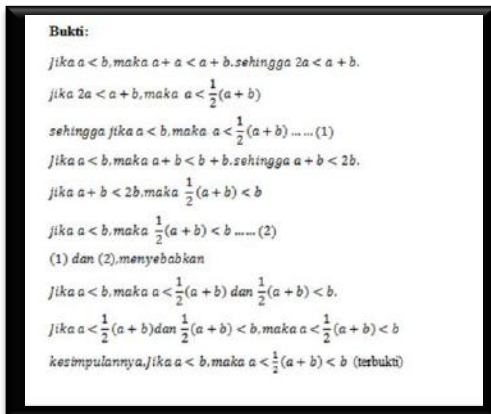 Bukti:
Jika a < b,maka a + a < a + b.sehingga 2a < a + b.
jika 2a < a + b,maka a < 1/2 (a + b)
sehingga jika a < b,maka a < 1/2 (a + b) ......(1)
Jika a < b,maka a + b < b + b.sehingga a + b < 2b.
jika a + b < 2b.maka 1/2 (a + b) < b
jika a < b,maka 1/2 (a + b) < b ......(2)
(1) dan (2),menyebabkan
Jika a < b,maka a < 1/2 (a + b) dan 1/2 (a + b) < b.
Jika a < 1/2 (a + b)dan 1/2 (a + b) < b,maka a < 1/2 (a + b) < b
kesimpulannya,Jika a < b,maka a < 1/2 (a + b) < b (terbukti)